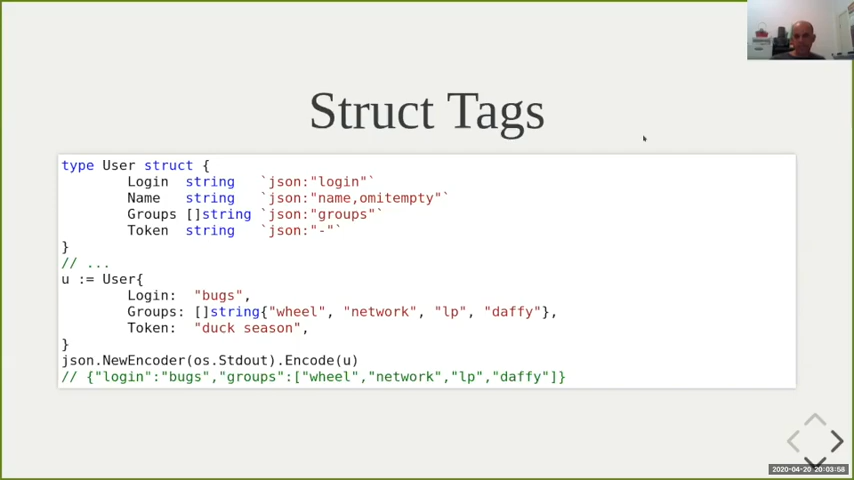 Struct Tags
type User struct {
        Login  string   `json:"login"`
        Name   string   `json:"name,omitempty"`
        Groups []string `json:"groups"`
        Token  string   `json:"-"`
}
// ...
u := User{
        Login:  "bugs",
        Groups: []string{"wheel", "network", "lp", "daffy"},
        Token:  "duck season",
}
json.NewEncoder(os.Stdout).Encode(u)
// {"login":"bugs","groups":["wheel","network","lp","daffy"]}
2020-04-20 20:03:58